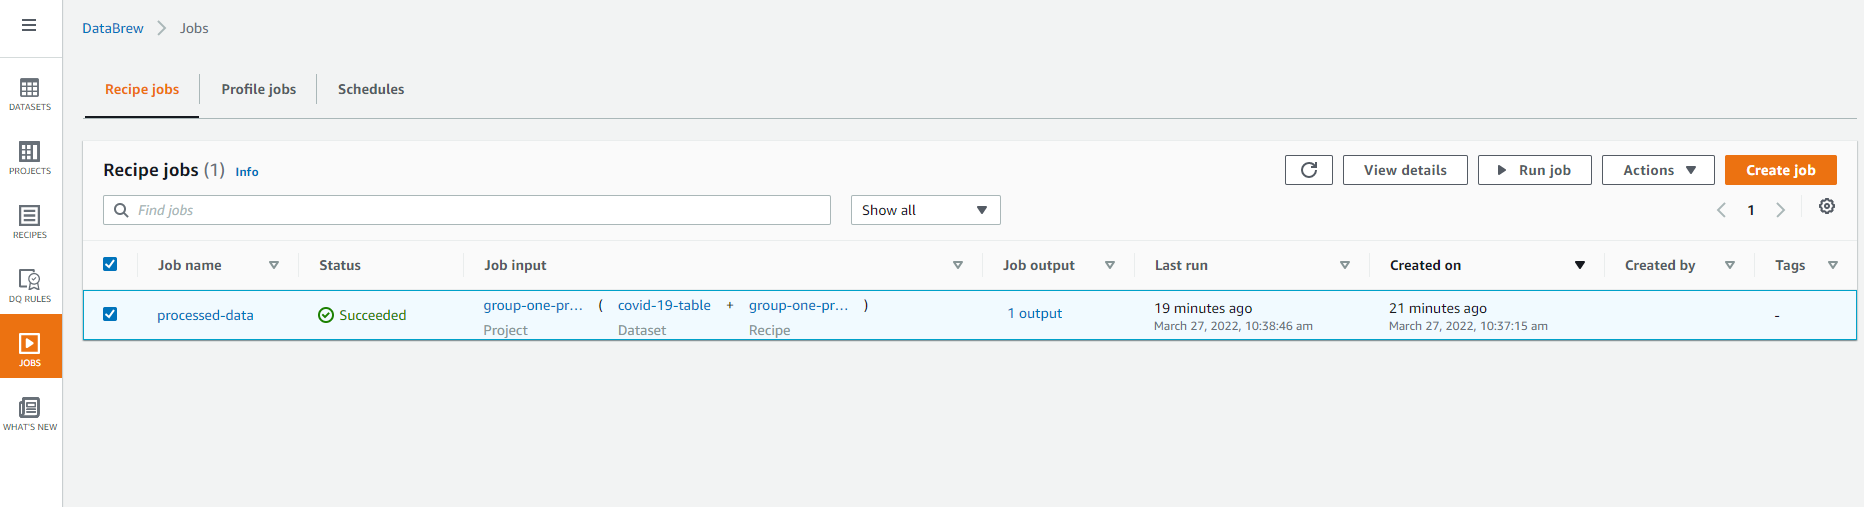 DataBrew Jobs
DATASETS
PROJECTS
RECIPES
DQ RULES
JOBS
WHAT'S NEW
Recipe jobs Profile jobs Schedules
Recipe jobs (1) Info View details Run job Actions Create job
Find jobs Show all 1
Job name Status Job input Job output Last run Created on Created by Tags
processed-data Succeeded group-one-pr... ( covid-19-table + group-one-pr... ) 1 output 19 minutes ago 21 minutes ago -
Project Dataset Recipe March 27, 2022, 10:38:46 am March 27, 2022, 10:37:15 am